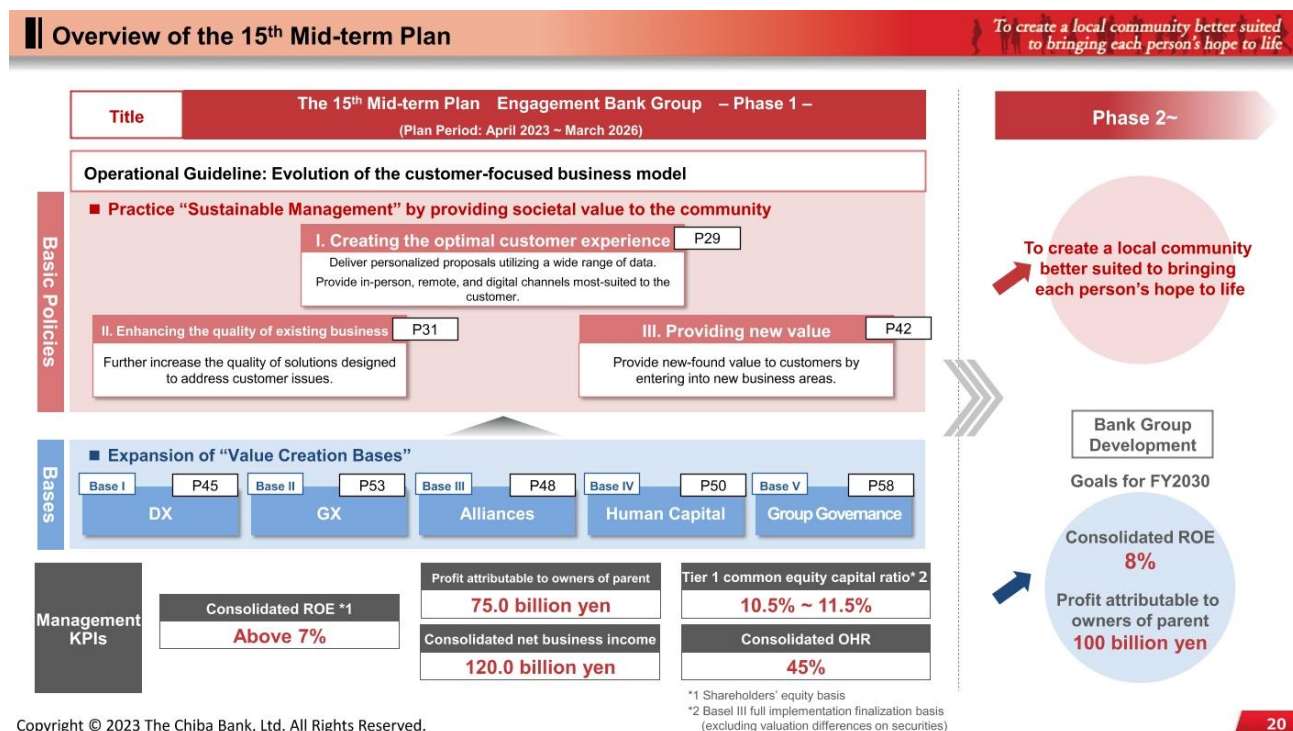 Overview of the 15th Mid-term Plan
To create a local community better suited
to bringing each person's hope to life
Title
The 15th Mid-term Plan Engagement Bank Group – Phase 1 –
(Plan Period: April 2023 ~ March 2026)
Phase 2~
Operational Guideline: Evolution of the customer-focused business model
Basic Policies
■ Practice “Sustainable Management” by providing societal value to the community
I. Creating the optimal customer experience
P29
Deliver personalized proposals utilizing a wide range of data.
Provide in-person, remote, and digital channels most-suited to the
customer.
II. Enhancing the quality of existing business
P31
Further increase the quality of solutions designed
to address customer issues.
III. Providing new value
P42
Provide new-found value to customers by
entering into new business areas.
To create a local community
better suited to bringing
each person's hope to life
Bases
■ Expansion of “Value Creation Bases”
Base I
P45
DX
Base II
P53
GX
Base III
P48
Alliances
Base IV
P50
Human Capital
Base V
P58
Group Governance
Bank Group
Development
Goals for FY2030
Consolidated ROE
8%
Profit attributable to
owners of parent
100 billion yen
Management
KPIs
Consolidated ROE *1
Above 7%
Profit attributable to owners of parent
75.0 billion yen
Consolidated net business income
120.0 billion yen
Tier 1 common equity capital ratio*2
10.5% ~ 11.5%
Consolidated OHR
45%
*1 Shareholders' equity basis
*2 Basel III full implementation finalization basis
(excluding valuation differences on securities)
Copyright © 2023 The Chiba Bank, Ltd. All Rights Reserved.
20